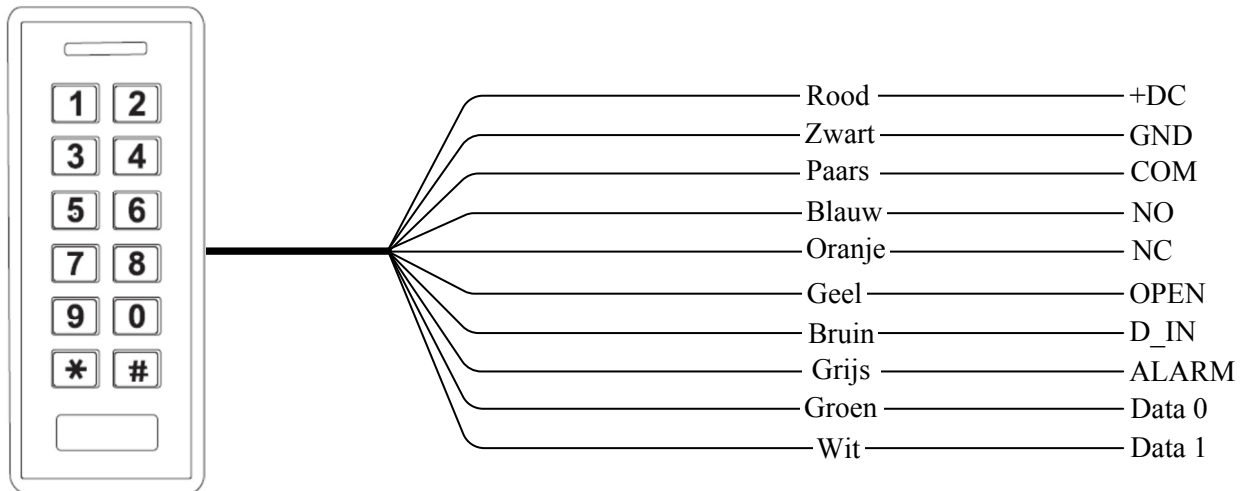 1 2
3 4
5 6
7 8
9 0
* #
Rood +DC
Zwart GND
Paars COM
Blauw NO
Oranje NC
Geel OPEN
Bruin D_IN
Grijs ALARM
Groen Data 0
Wit Data 1